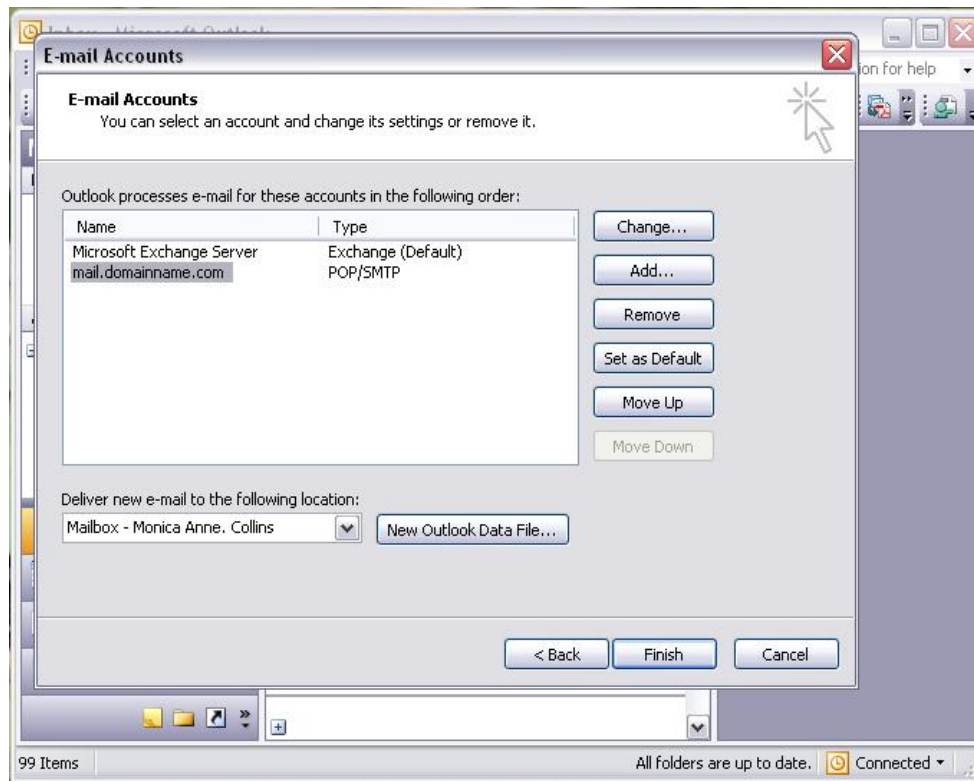 Inbox - Microsoft Outlook
E-mail Accounts
ion for help
E-mail Accounts
You can select an account and change its settings or remove it.
Outlook processes e-mail for these accounts in the following order:
Name Type
Microsoft Exchange Server Exchange (Default)
mail.domainname.com POP/SMTP
Change...
Add...
Remove
Set as Default
Move Up
Move Down
Deliver new e-mail to the following location:
Mailbox - Monica Anne. Collins
New Outlook Data File...
< Back Finish Cancel
99 Items All folders are up to date. Connected